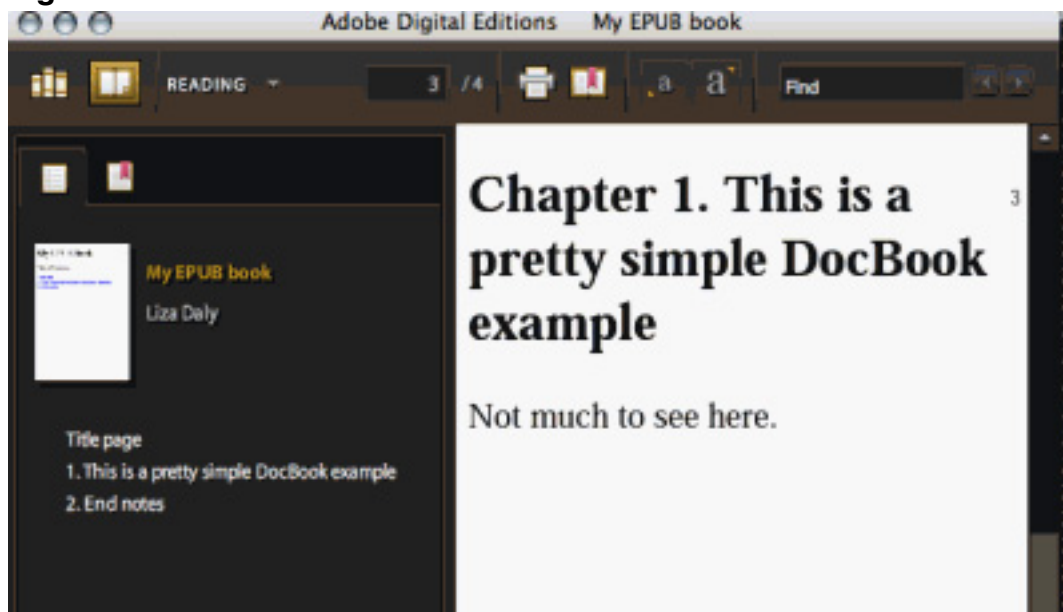 Adobe Digital Editions My EPUB book
READING 3 /4 a a Find
My EPUB book
Liza Daly
Title page
1. This is a pretty simple DocBook example
2. End notes
Chapter 1. This is a
pretty simple DocBook
example
3
Not much to see here.